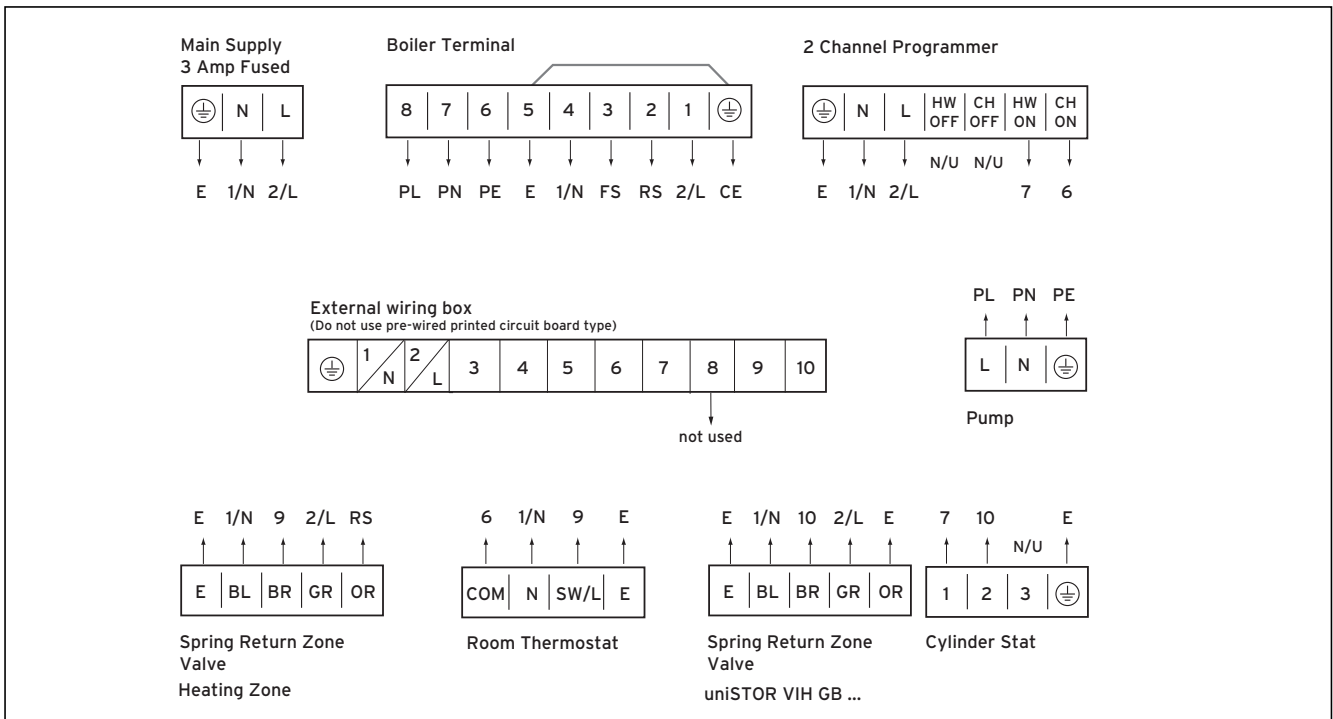 Main Supply
3 Amp Fused
N L
E 1/N 2/L
Boiler Terminal
8 7 6 5 4 3 2 1
PL PN PE E 1/N FS RS 2/L CE
2 Channel Programmer
N L HW OFF CH OFF HW ON CH ON
N/U N/U
E 1/N 2/L 7 6
External wiring box
(Do not use pre-wired printed circuit board type)
1/N 2/L 3 4 5 6 7 8 9 10
not used
PL PN PE
L N
Pump
E 1/N 9 2/L RS
E BL BR GR OR
Spring Return Zone
Valve
Heating Zone
6 1/N 9 E
COM N SW/L E
Room Thermostat
E 1/N 10 2/L E
E BL BR GR OR
Spring Return Zone
Valve
uniSTOR VIH GB ...
7 10 E
N/U
1 2 3
Cylinder Stat